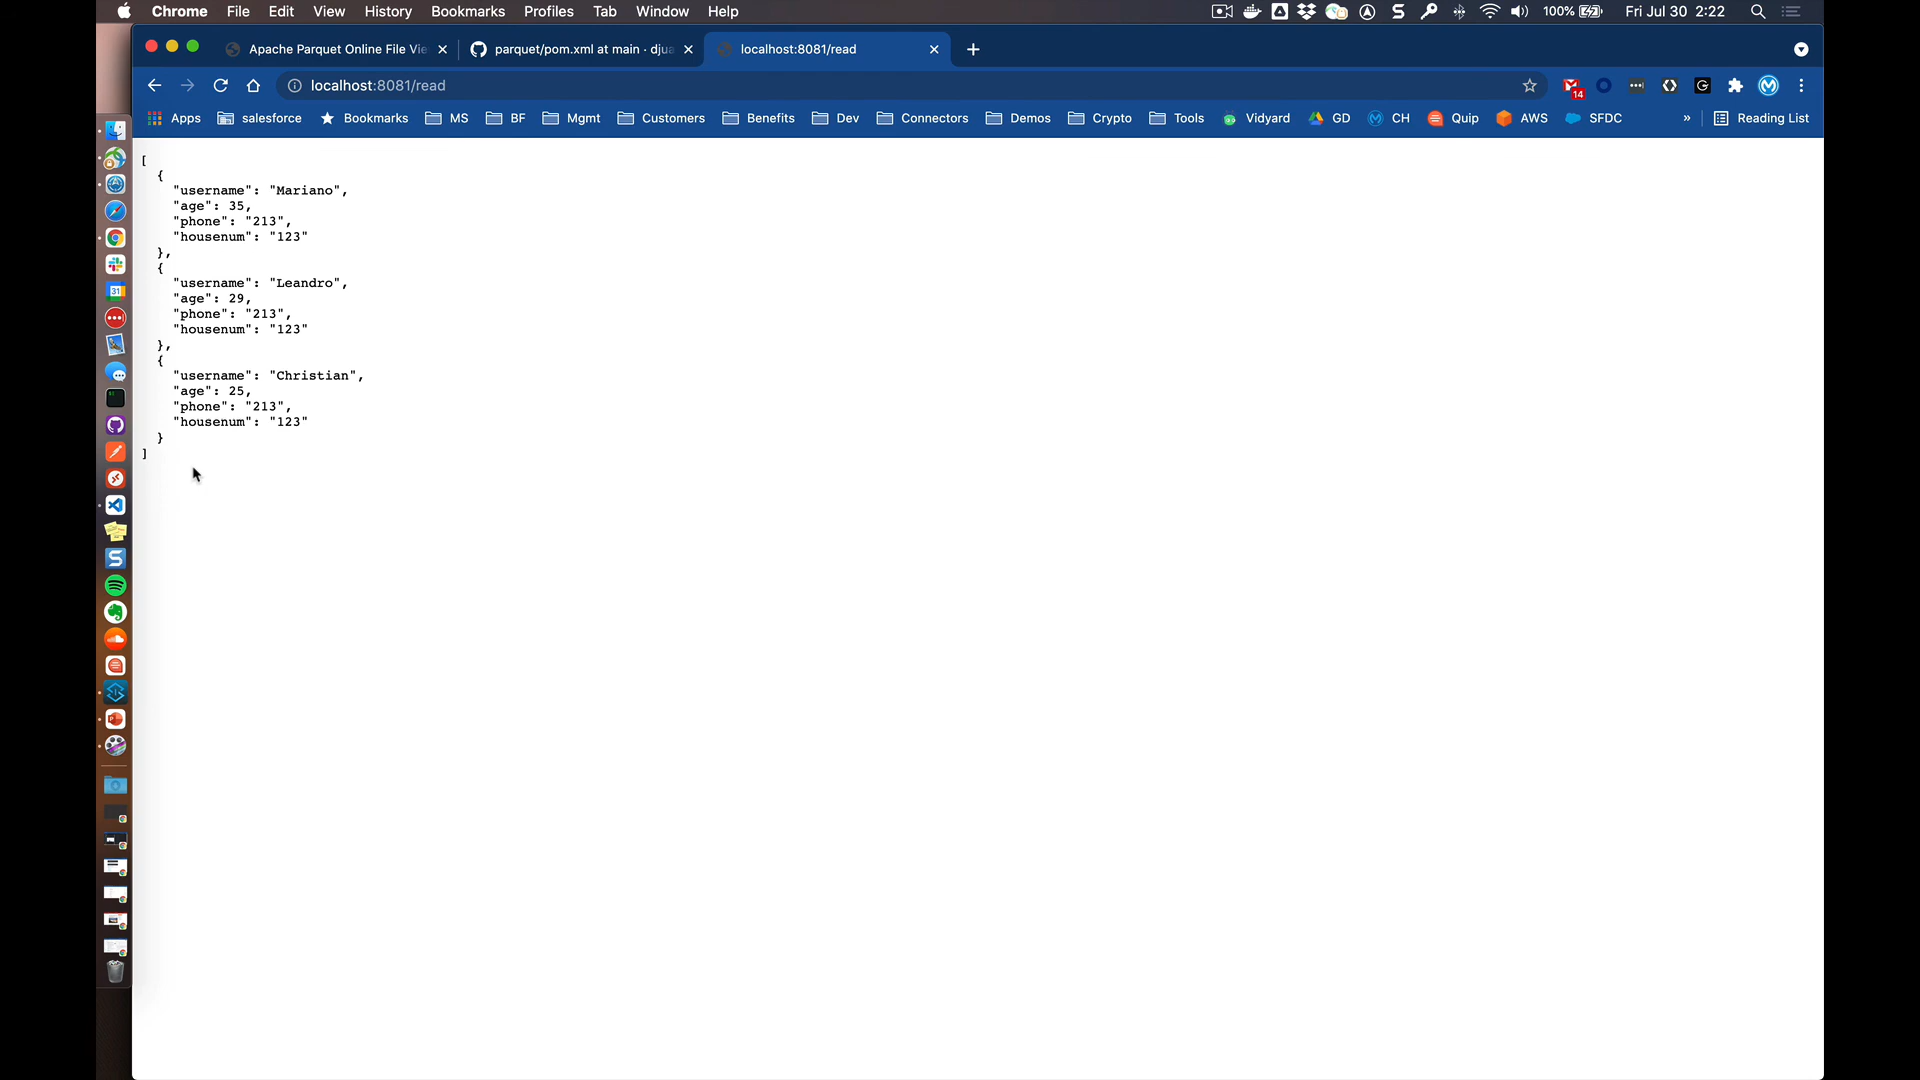 Chrome File Edit View History Bookmarks Profiles Tab Window Help 100% Fri Jul 30 2:22
Apache Parquet Online File Vie parquet/pom.xml at main · djua localhost:8081/read
localhost:8081/read 14
Apps salesforce Bookmarks MS BF Mgmt Customers Benefits Dev Connectors Demos Crypto Tools Vidyard GD CH Quip AWS SFDC » Reading List
[
{
"username": "Mariano",
"age": 35,
"phone": "213",
"housenum": "123"
},
{
"username": "Leandro",
"age": 29,
"phone": "213",
"housenum": "123"
},
{
"username": "Christian",
"age": 25,
"phone": "213",
"housenum": "123"
}
]
31